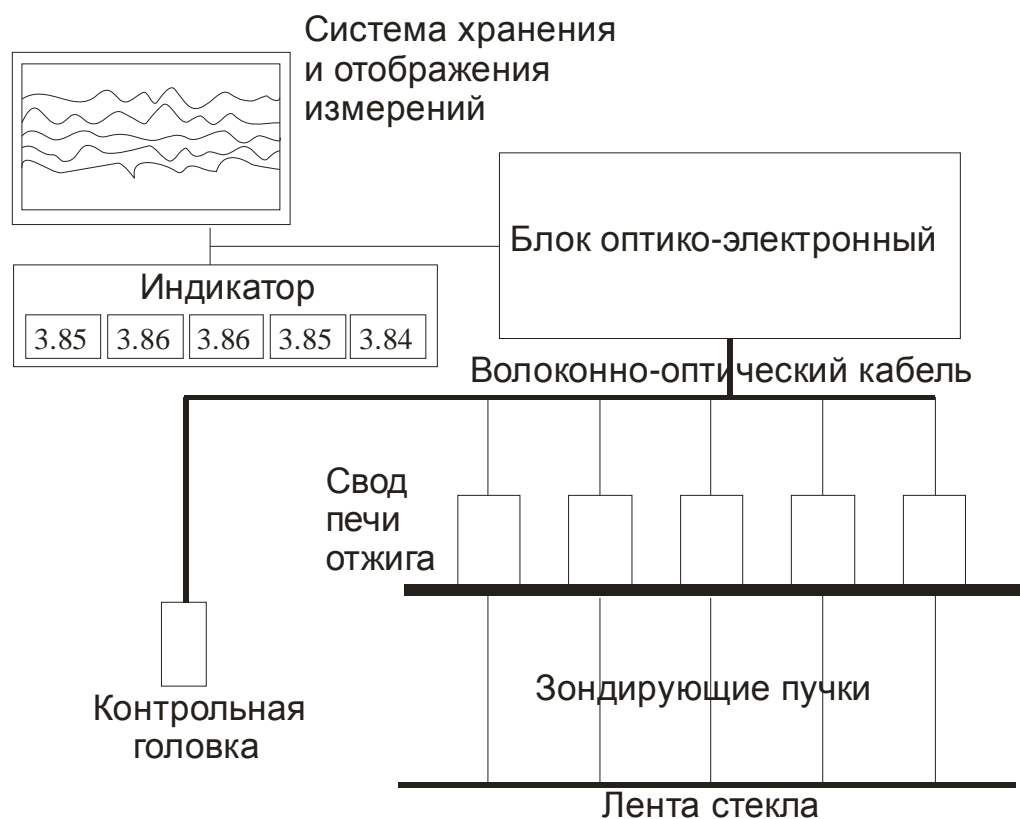 Система хранения
и отображения
измерений
Блок оптико-электронный
Индикатор
3.85 3.86 3.86 3.85 3.84
Волоконно-оптический кабель
Свод
печи
отжига
Зондирующие пучки
Контрольная
головка
Лента стекла